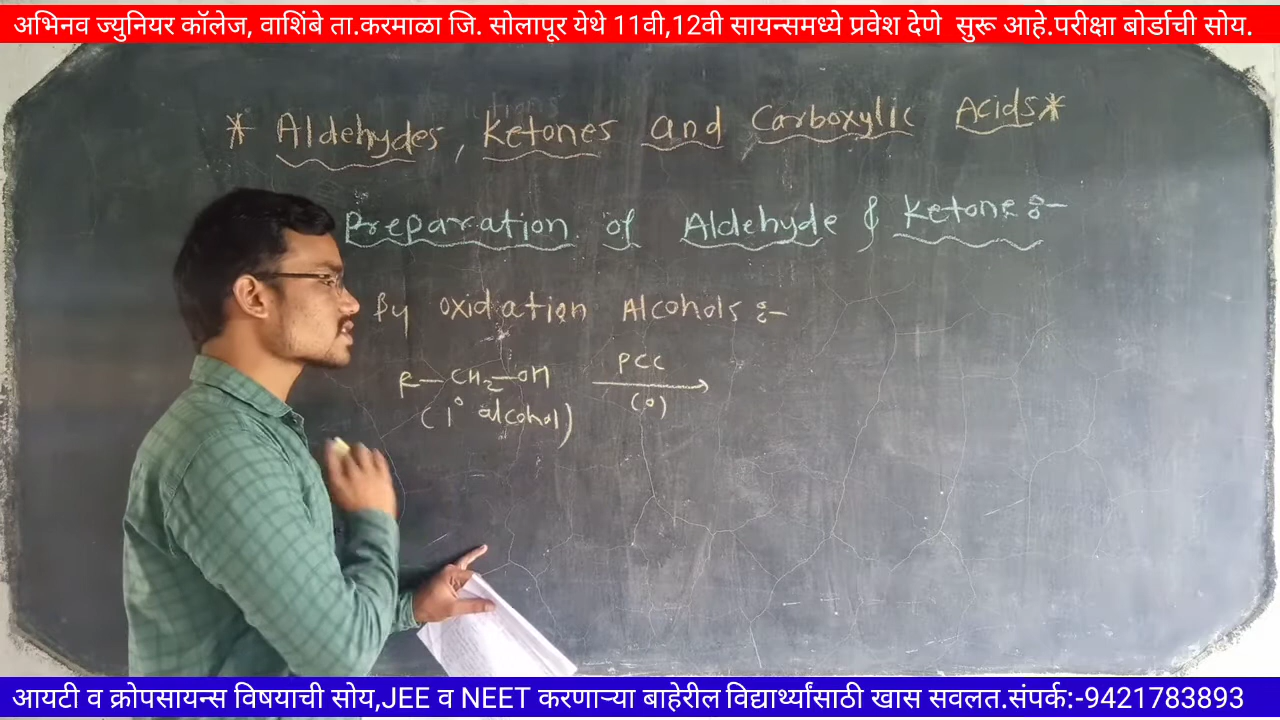 अभिनव ज्युनियर कॉलेज, वाशिंबे ता.करमाळा जि. सोलापूर येथे 11वी,12वी सायन्समध्ये प्रवेश देणे सुरू आहे.परीक्षा बोर्डाची सोय.
* Aldehydes, Ketones and Carboxylic Acids*
Preparation of Aldehyde & Ketone :-
By Oxidation Alcohols :-
R—CH2—OH PCC
(1° alcohol) (O)
आयटी व क्रोपसायन्स विषयाची सोय,JEE व NEET करणाऱ्या बाहेरील विद्यार्थ्यांसाठी खास सवलत.संपर्क:-9421783893